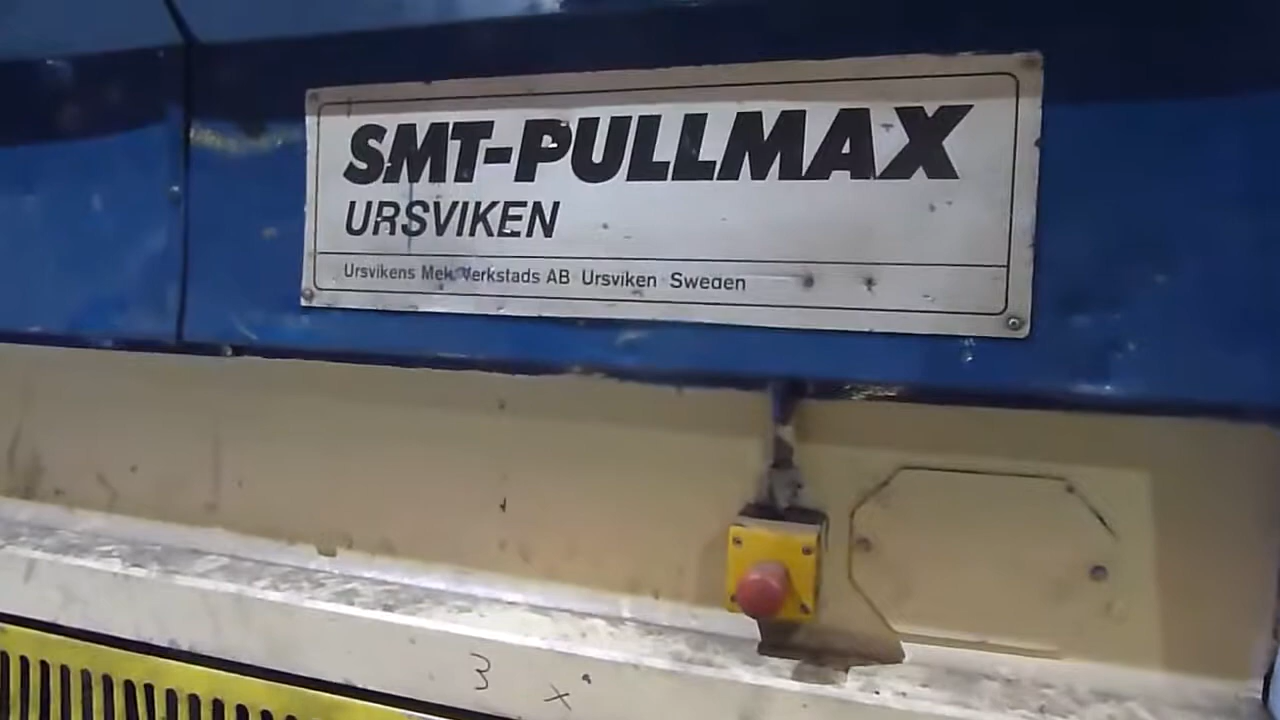 SMT-PULLMAX
URSVIKEN
Ursvikens Mek. Verkstads AB Ursviken Sweden
3 x